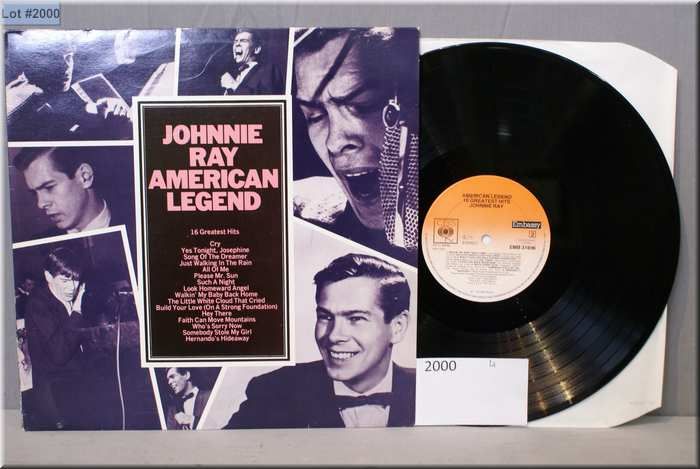 Lot #2000
JOHNNIE
RAY
AMERICAN
LEGEND
16 Greatest Hits
Cry
Yes Tonight, Josephine
Song Of The Dreamer
Just Walking In The Rain
All Of Me
Please Mr. Sun
Such A Night
Look Homeward Angel
Walkin' My Baby Back Home
The Little White Cloud That Cried
Build Your Love (On A Strong Foundation)
Hey There
Faith Can Move Mountains
Who's Sorry Now
Somebody Stole My Girl
Hernando's Hideaway
AMERICAN LEGEND
16 GREATEST HITS
JOHNNIE RAY
CBS
Embassy
2000